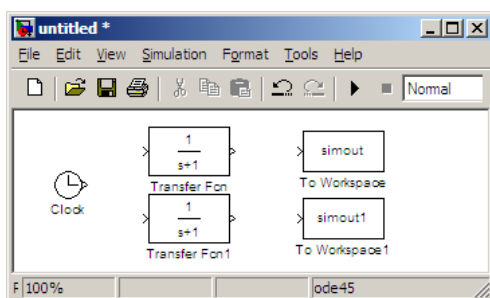 untitled *
File Edit View Simulation Format Tools Help
Normal
1
s+1
Transfer Fcn
simout
To Workspace
Clock
1
s+1
Transfer Fcn1
simout1
To Workspace1
F 100% ode45